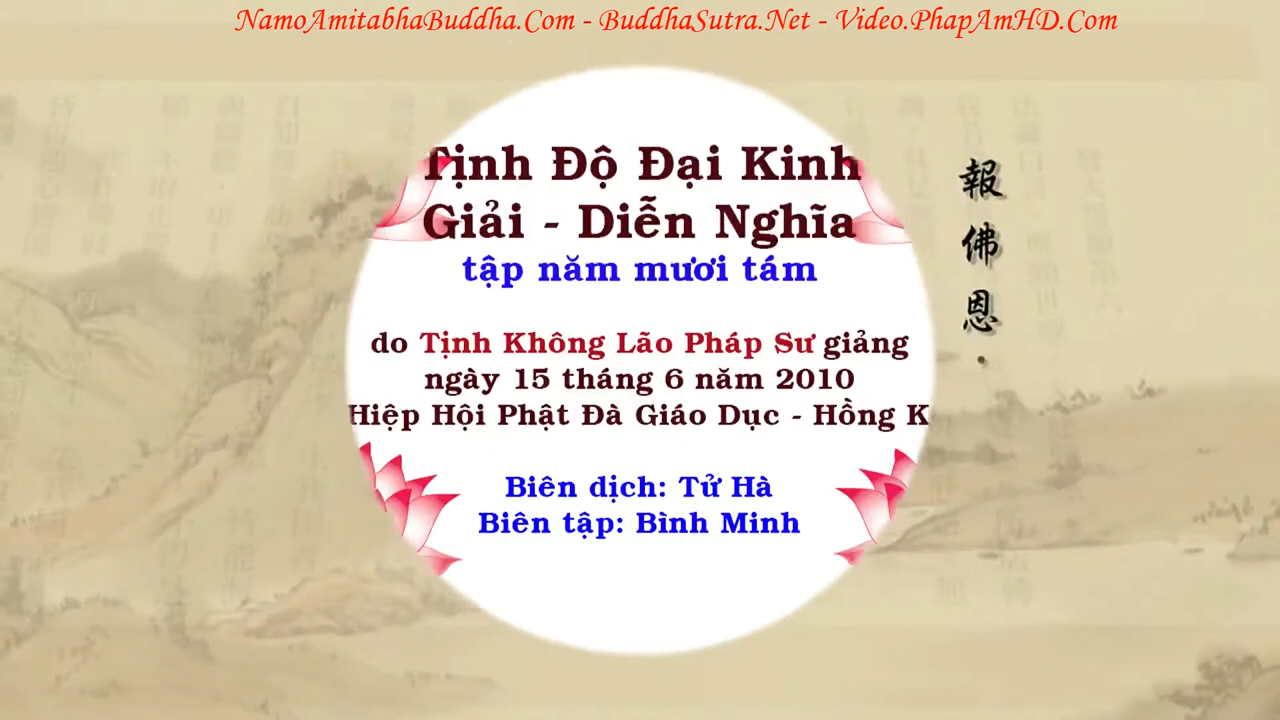 NamoAmitabhaBuddha.Com - BuddhaSutra.Net - Video.PhapAmHD.Com
Tịnh Độ Đại Kinh
Giải - Diễn Nghĩa
tập năm mươi tám
do Tịnh Không Lão Pháp Sư giảng
ngày 15 tháng 6 năm 2010
Hiệp Hội Phật Đà Giáo Dục - Hồng K
Biên dịch: Tử Hà
Biên tập: Bình Minh
報佛恩.